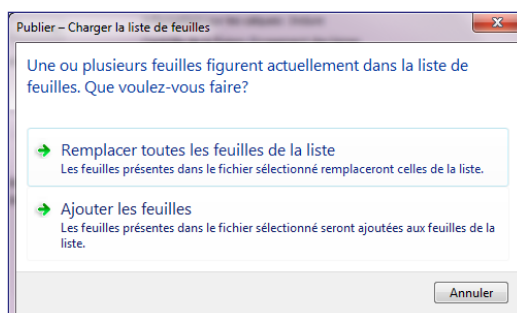 Publier – Charger la liste de feuilles
Une ou plusieurs feuilles figurent actuellement dans la liste de
feuilles. Que voulez-vous faire?
Remplacer toutes les feuilles de la liste
Les feuilles présentes dans le fichier sélectionné remplaceront celles de la liste.
Ajouter les feuilles
Les feuilles présentes dans le fichier sélectionné seront ajoutées aux feuilles de la
liste.
Annuler